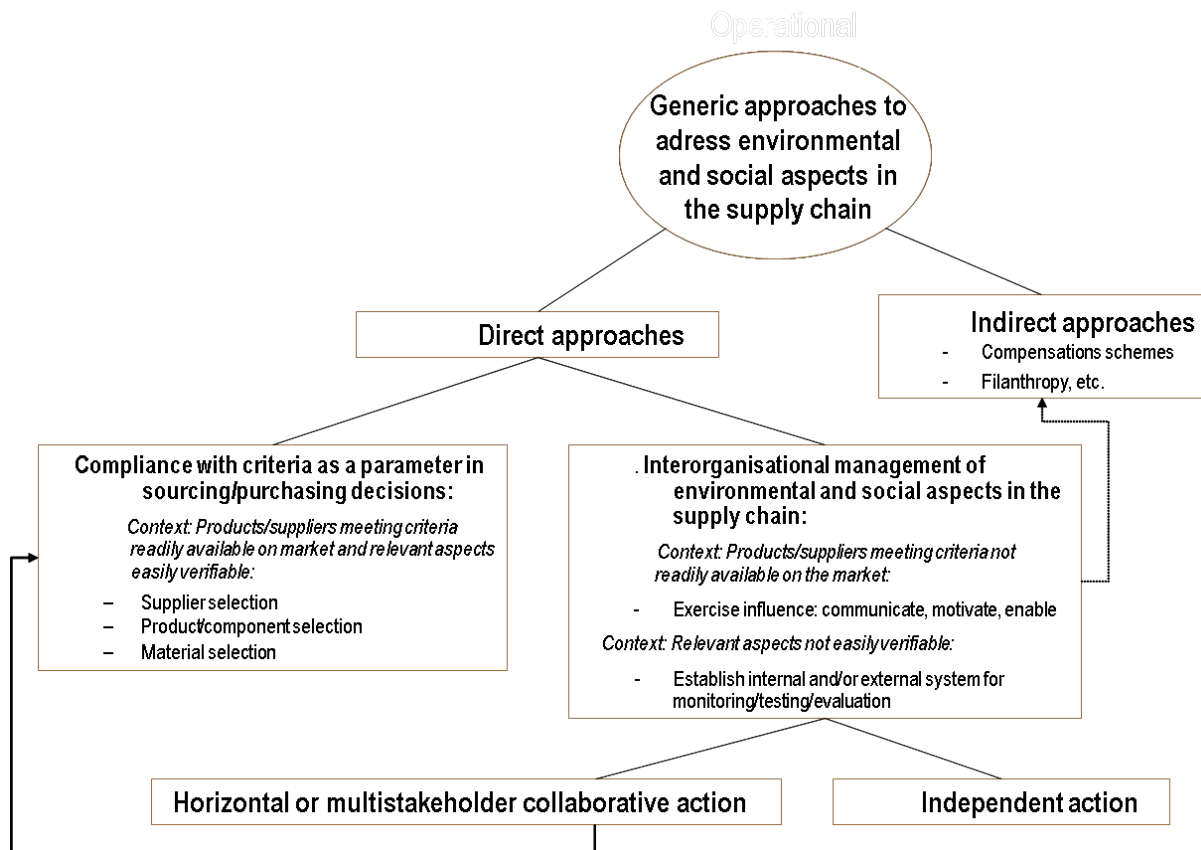 Operational
Generic approaches to
adress environmental
and social aspects in
the supply chain
Direct approaches
Indirect approaches
- Compensations schemes
- Filanthropy, etc.
Compliance with criteria as a parameter in
sourcing/purchasing decisions:
Context: Products/suppliers meeting criteria
readily available on market and relevant aspects
easily verifiable:
– Supplier selection
– Product/component selection
– Material selection
. Interorganisational management of
environmental and social aspects in the
supply chain:
Context: Products/suppliers meeting criteria not
readily available on the market:
- Exercise influence: communicate, motivate, enable
Context: Relevant aspects not easily verifiable:
- Establish internal and/or external system for
monitoring/testing/evaluation
Horizontal or multistakeholder collaborative action
Independent action